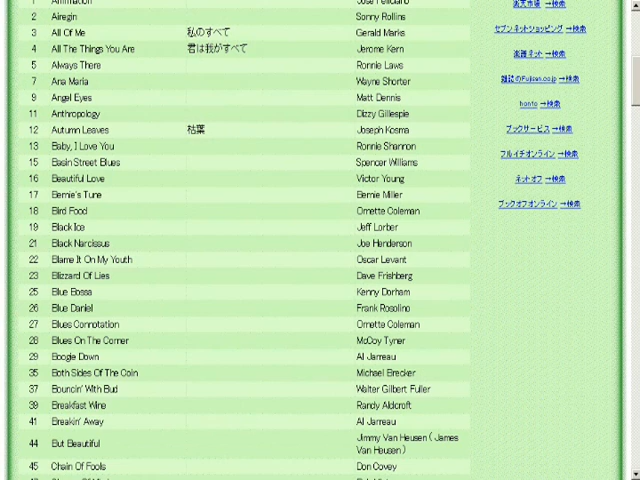 1 Affirmation José Feliciano
2 Airegin Sonny Rollins
3 All Of Me 私のすべて Gerald Marks
4 All The Things You Are 君は我がすべて Jerome Kern
5 Always There Ronnie Laws
7 Ana Maria Wayne Shorter
9 Angel Eyes Matt Dennis
11 Anthropology Dizzy Gillespie
12 Autumn Leaves 枯葉 Joseph Kosma
13 Baby, I Love You Ronnie Shannon
15 Basin Street Blues Spencer Williams
16 Beautiful Love Victor Young
17 Bernie's Tune Bernie Miller
18 Bird Food Ornette Coleman
19 Black Ice Jeff Lorber
21 Black Narcissus Joe Henderson
22 Blame It On My Youth Oscar Levant
23 Blizzard Of Lies Dave Frishberg
25 Blue Bossa Kenny Dorham
26 Blue Daniel Frank Rosolino
27 Blues Connotation Ornette Coleman
28 Blues On The Corner McCoy Tyner
29 Boogie Down Al Jarreau
35 Both Sides Of The Coin Michael Brecker
37 Bouncin' With Bud Walter Gilbert Fuller
39 Breakfast Wine Randy Aldcroft
41 Breakin' Away Al Jarreau
44 But Beautiful Jimmy Van Heusen ( James
Van Heusen )
45 Chain Of Fools Don Covey
楽天市場 →検索
セブンネットショッピング →検索
楽譜ネット →検索
雑誌のFujisan.co.jp →検索
honto →検索
ブックサービス →検索
フルイチオンライン →検索
ネットオフ →検索
ブックオフオンライン →検索